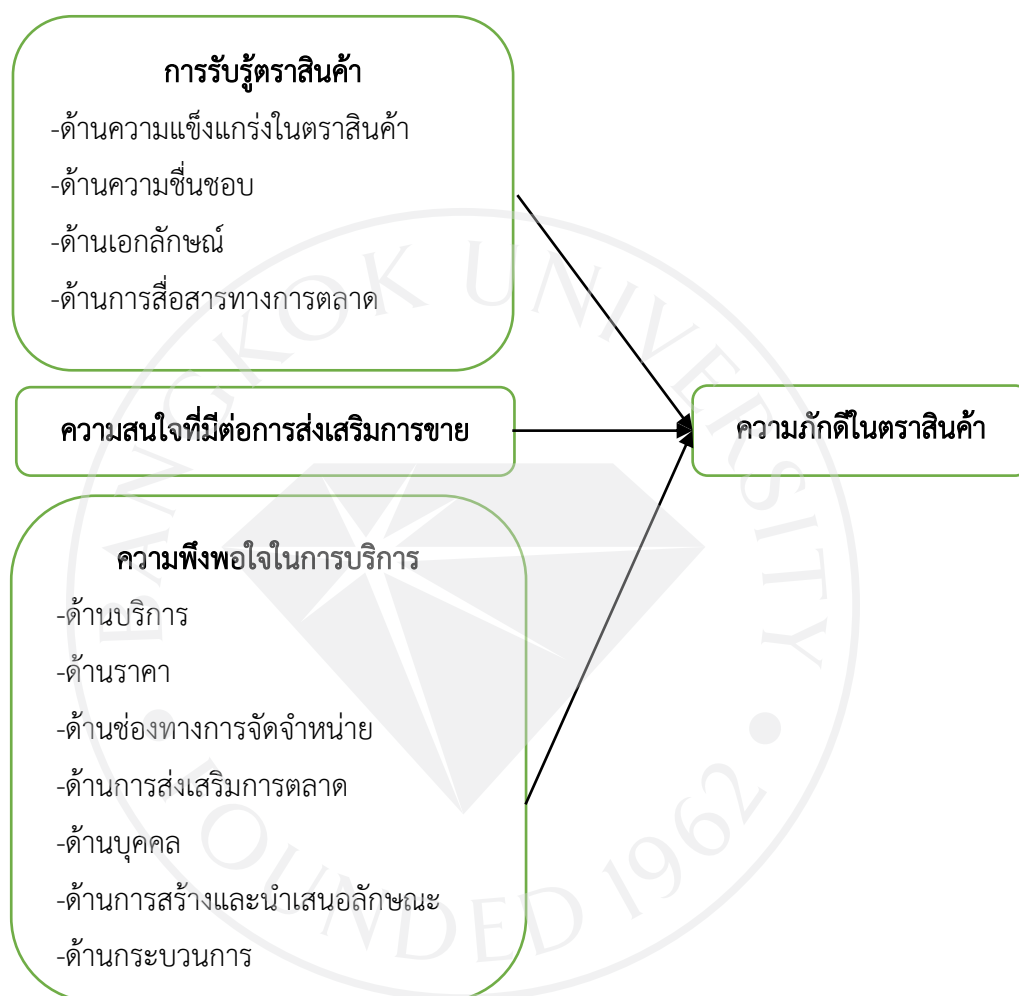 การรับรู้ตราสินค้า
-ด้านความแข็งแกร่งในตราสินค้า
-ด้านความชื่นชอบ
-ด้านเอกลักษณ์
-ด้านการสื่อสารทางการตลาด
ความสนใจที่มีต่อการส่งเสริมการขาย
ความภักดีในตราสินค้า
ความพึงพอใจในการบริการ
-ด้านบริการ
-ด้านราคา
-ด้านช่องทางการจัดจำหน่าย
-ด้านการส่งเสริมการตลาด
-ด้านบุคคล
-ด้านการสร้างและนำเสนอลักษณะ
-ด้านกระบวนการ
BANGKOK UNIVERSITY
FOUNDED 1962